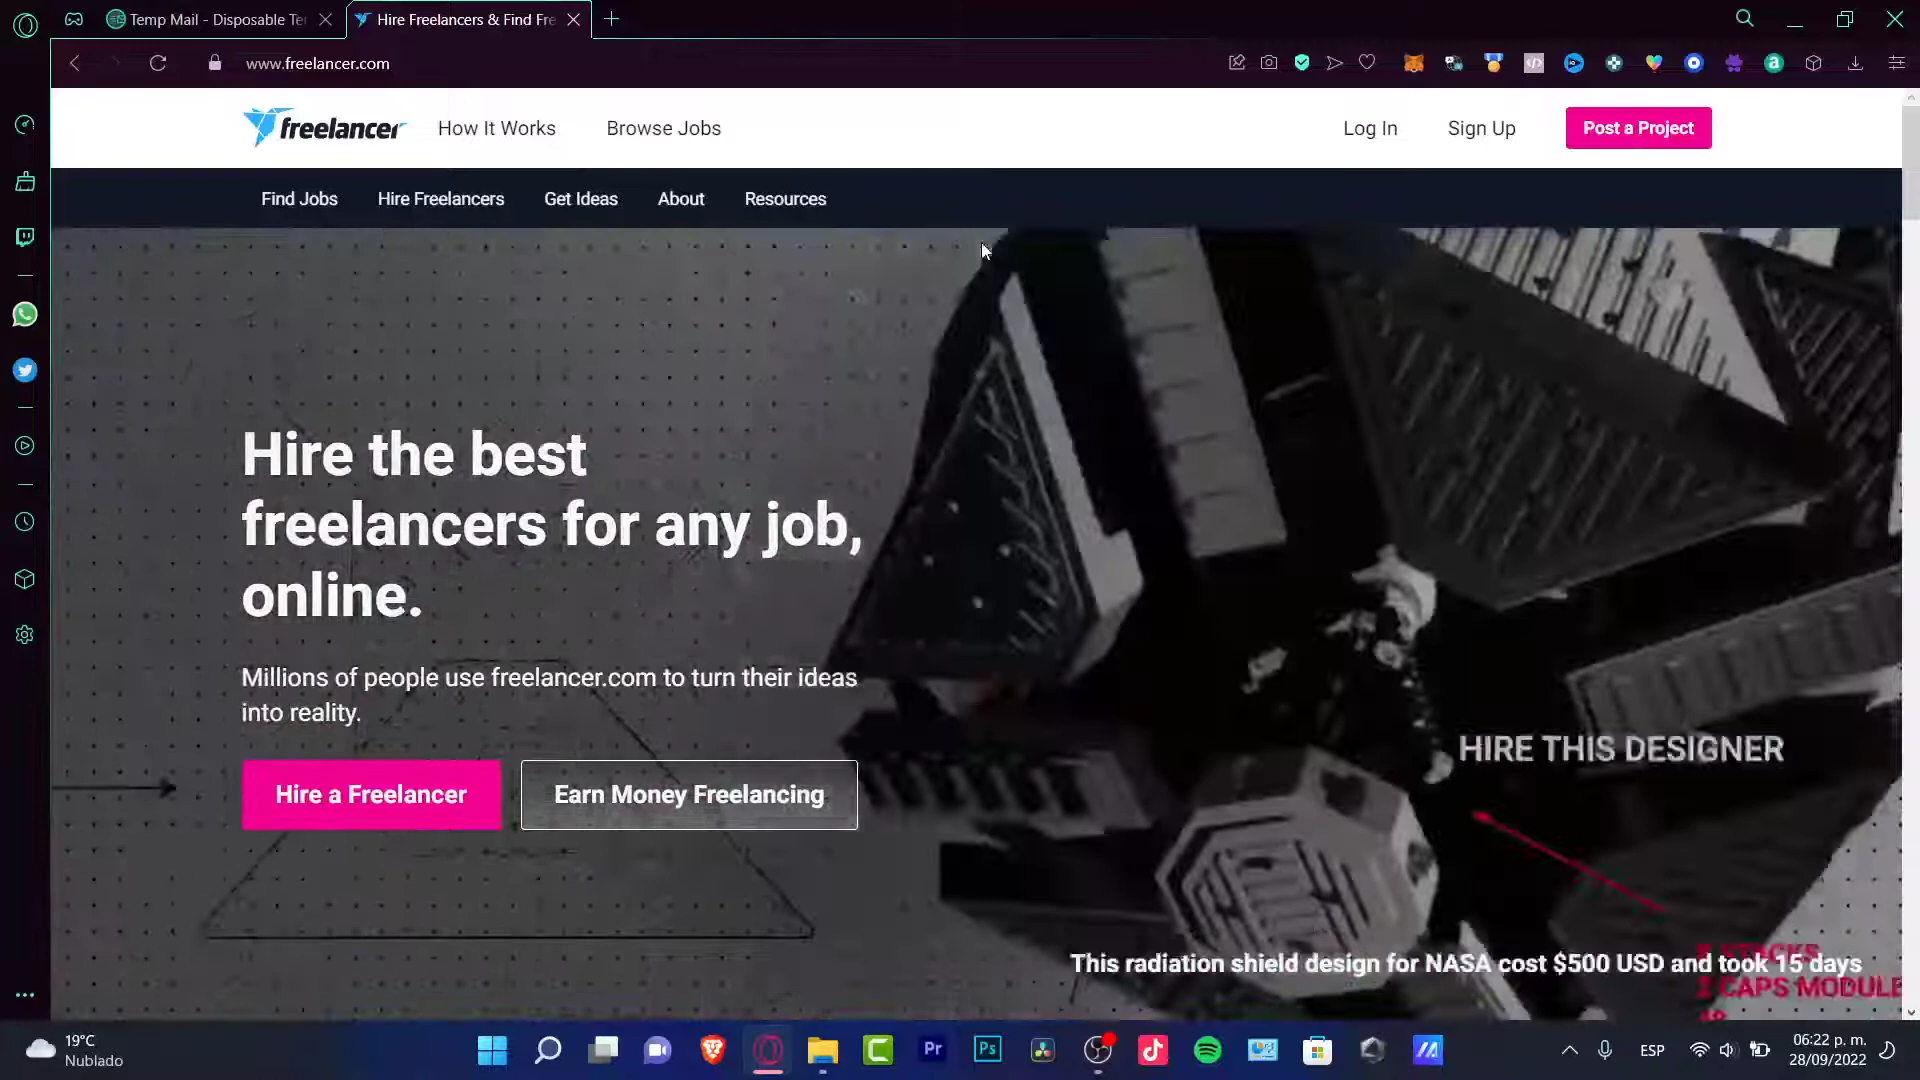 Temp Mail - Disposable Te
Hire Freelancers & Find Fre
www.freelancer.com
freelancer
How It Works
Browse Jobs
Log In
Sign Up
Post a Project
Find Jobs
Hire Freelancers
Get Ideas
About
Resources
Hire the best
freelancers for any job,
online.
Millions of people use freelancer.com to turn their ideas
into reality.
Hire a Freelancer
Earn Money Freelancing
HIRE THIS DESIGNER
STACKS
This radiation shield design for NASA cost $500 USD and took 15 days
CAPS MODULE
19°C
Nublado
Pr
Ps
ESP
06:22 p. m.
28/09/2022